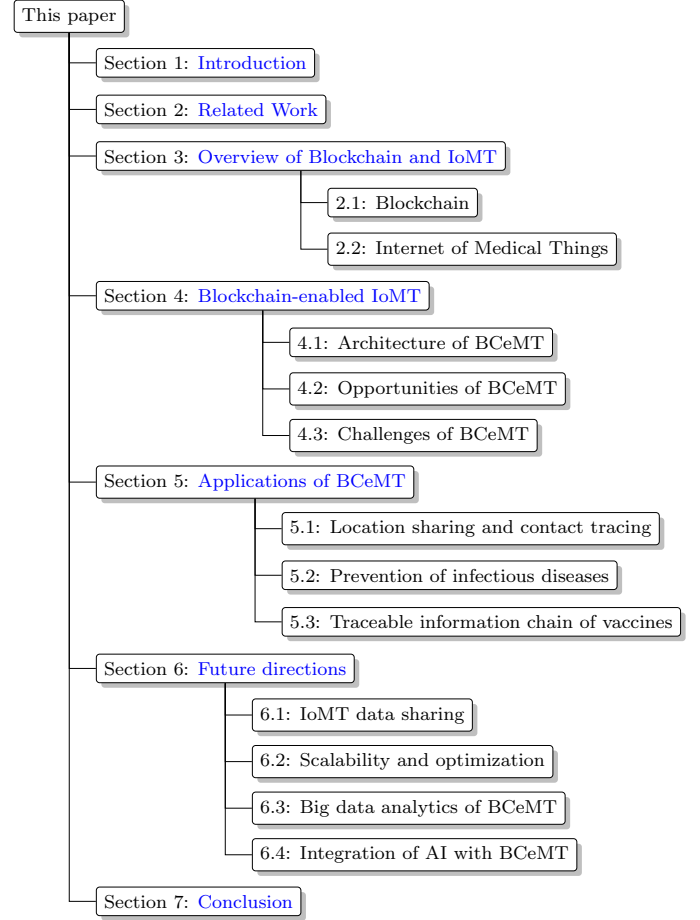 This paper
Section 1: Introduction
Section 2: Related Work
Section 3: Overview of Blockchain and IoMT
2.1: Blockchain
2.2: Internet of Medical Things
Section 4: Blockchain-enabled IoMT
4.1: Architecture of BCeMT
4.2: Opportunities of BCeMT
4.3: Challenges of BCeMT
Section 5: Applications of BCeMT
5.1: Location sharing and contact tracing
5.2: Prevention of infectious diseases
5.3: Traceable information chain of vaccines
Section 6: Future directions
6.1: IoMT data sharing
6.2: Scalability and optimization
6.3: Big data analytics of BCeMT
6.4: Integration of AI with BCeMT
Section 7: Conclusion